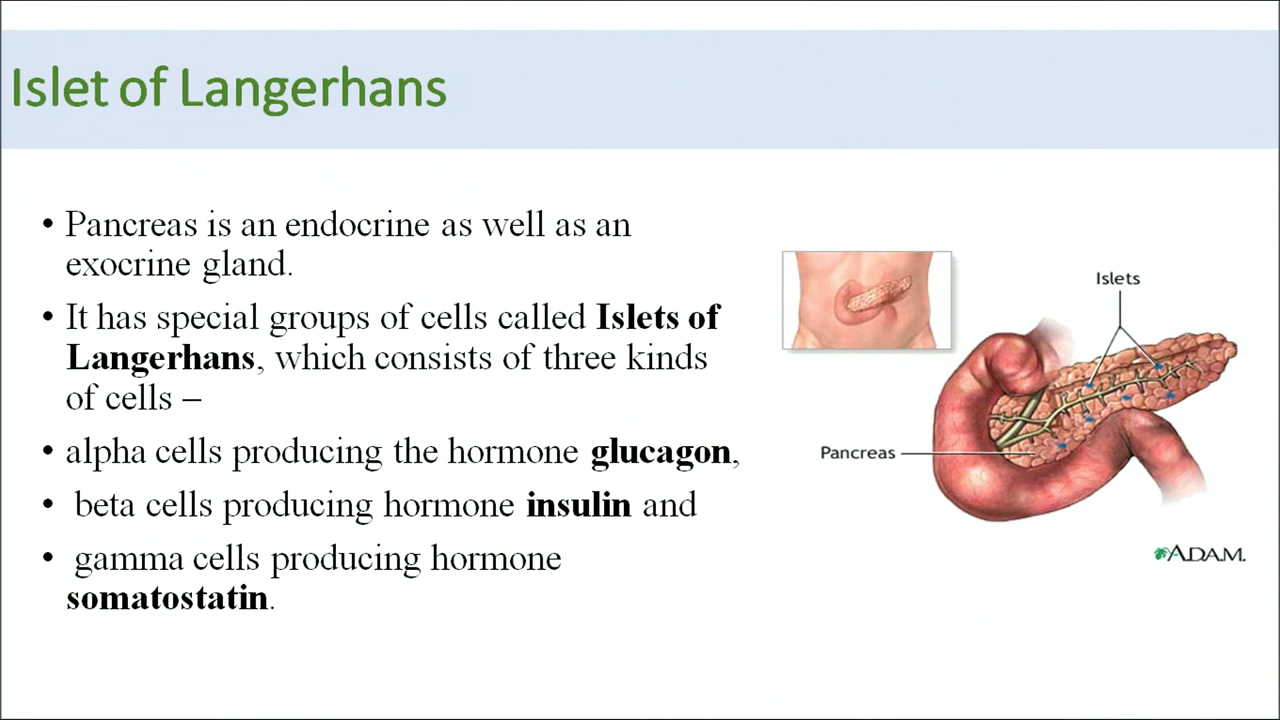 Islet of Langerhans
• Pancreas is an endocrine as well as an
exocrine gland.
• It has special groups of cells called Islets of
Langerhans, which consists of three kinds
of cells –
• alpha cells producing the hormone glucagon,
• beta cells producing hormone insulin and
• gamma cells producing hormone
somatostatin.
Islets
Pancreas
ADAM.